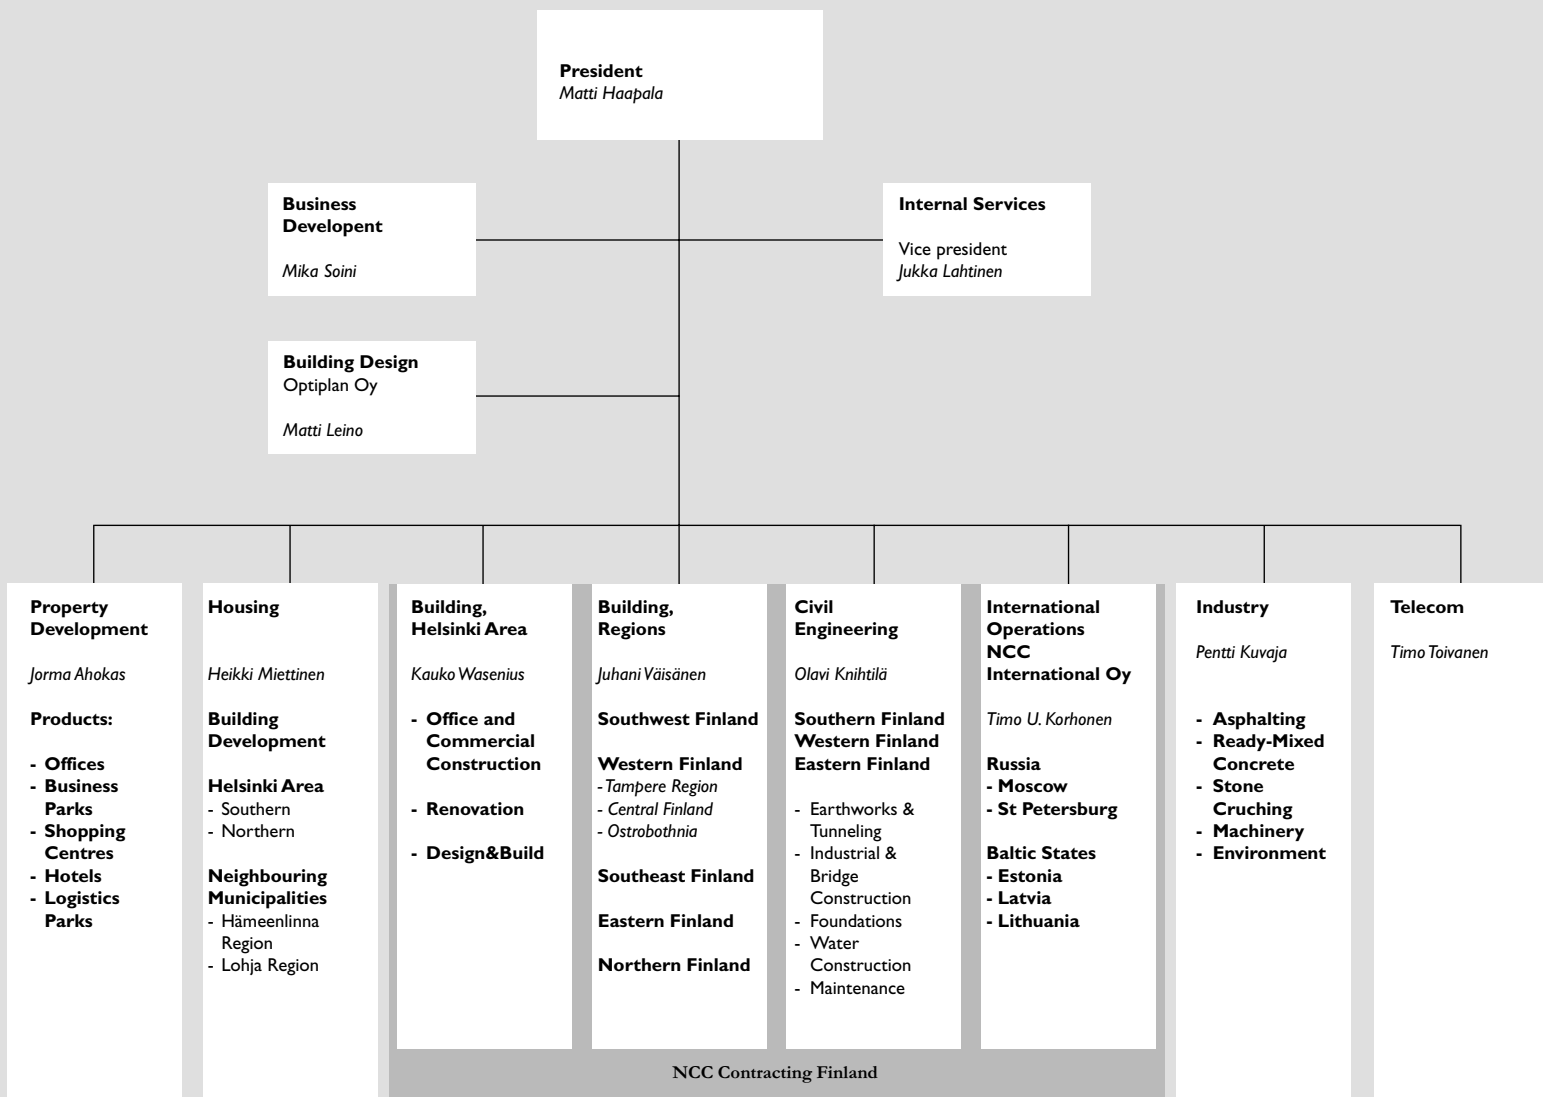 President
Matti Haapala
Business
Developent
Mika Soini
Internal Services
Vice president
Jukka Lahtinen
Building Design
Optiplan Oy
Matti Leino
Property
Development
Jorma Ahokas
Products:
- Offices
- Business
Parks
- Shopping
Centres
- Hotels
- Logistics
Parks
Housing
Heikki Miettinen
Building
Development
Helsinki Area
- Southern
- Northern
Neighbouring
Municipalities
- Hämeenlinna
Region
- Lohja Region
Building,
Helsinki Area
Kauko Wasenius
- Office and
Commercial
Construction
- Renovation
- Design&Build
Building,
Regions
Juhani Väisänen
Southwest Finland
Western Finland
- Tampere Region
- Central Finland
- Ostrobothnia
Southeast Finland
Eastern Finland
Northern Finland
Civil
Engineering
Olavi Knihtilä
Southern Finland
Western Finland
Eastern Finland
- Earthworks &
Tunneling
- Industrial &
Bridge
Construction
- Foundations
- Water
Construction
- Maintenance
International
Operations
NCC
International Oy
Timo U. Korhonen
Russia
- Moscow
- St Petersburg
Baltic States
- Estonia
- Latvia
- Lithuania
Industry
Pentti Kuvaja
- Asphalting
- Ready-Mixed
Concrete
- Stone
Cruching
- Machinery
- Environment
Telecom
Timo Toivanen
NCC Contracting Finland